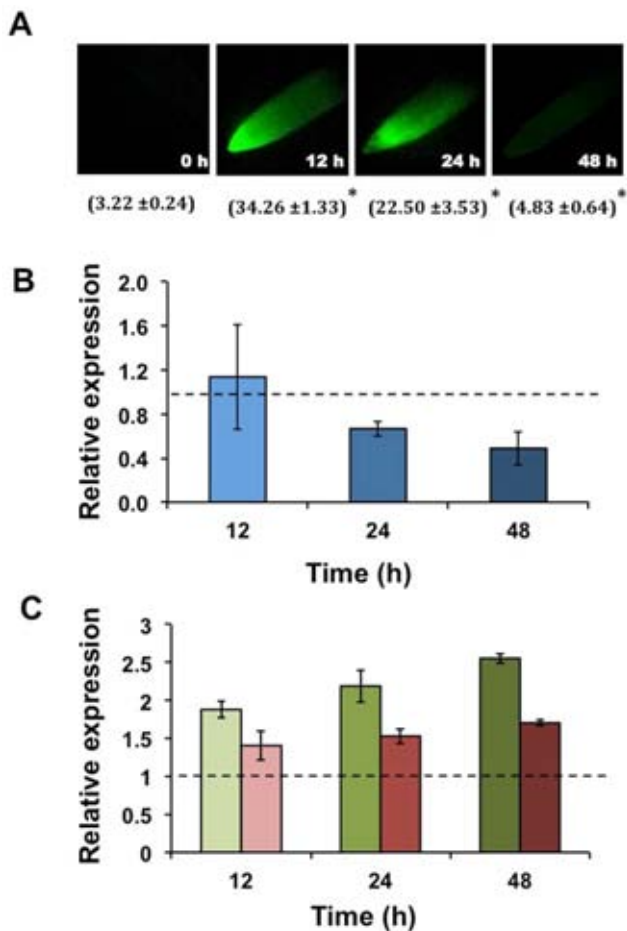 A
0 h
12 h
24 h
48 h
(3.22 ±0.24)
(34.26 ±1.33)*
(22.50 ±3.53)*
(4.83 ±0.64)*
B
Relative expression
2.0
1.6
1.2
0.8
0.4
0.0
12 24 48
Time (h)
C
Relative expression
3
2.5
2
1.5
1
0.5
0
12 24 48
Time (h)